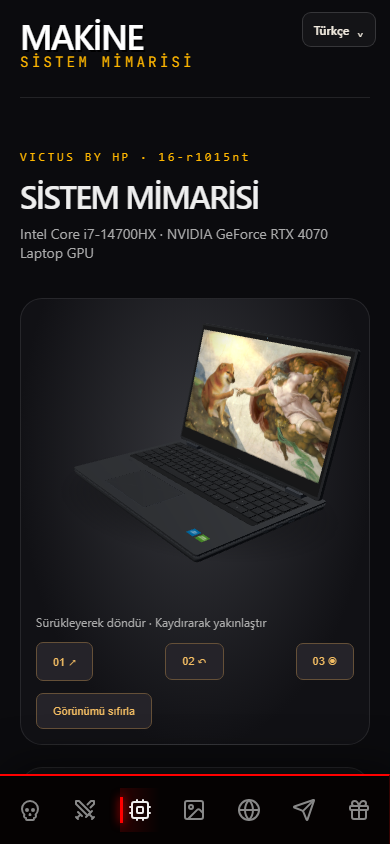 MAKİNE
SİSTEM MİMARİSİ
Türkçe
VICTUS BY HP · 16-r1015nt
SİSTEM MİMARİSİ
Intel Core i7-14700HX · NVIDIA GeForce RTX 4070
Laptop GPU
Sürükleyerek döndür · Kaydırarak yakınlaştır
01 ↗
02 ↶
03 ◉
Görünümü sıfırla